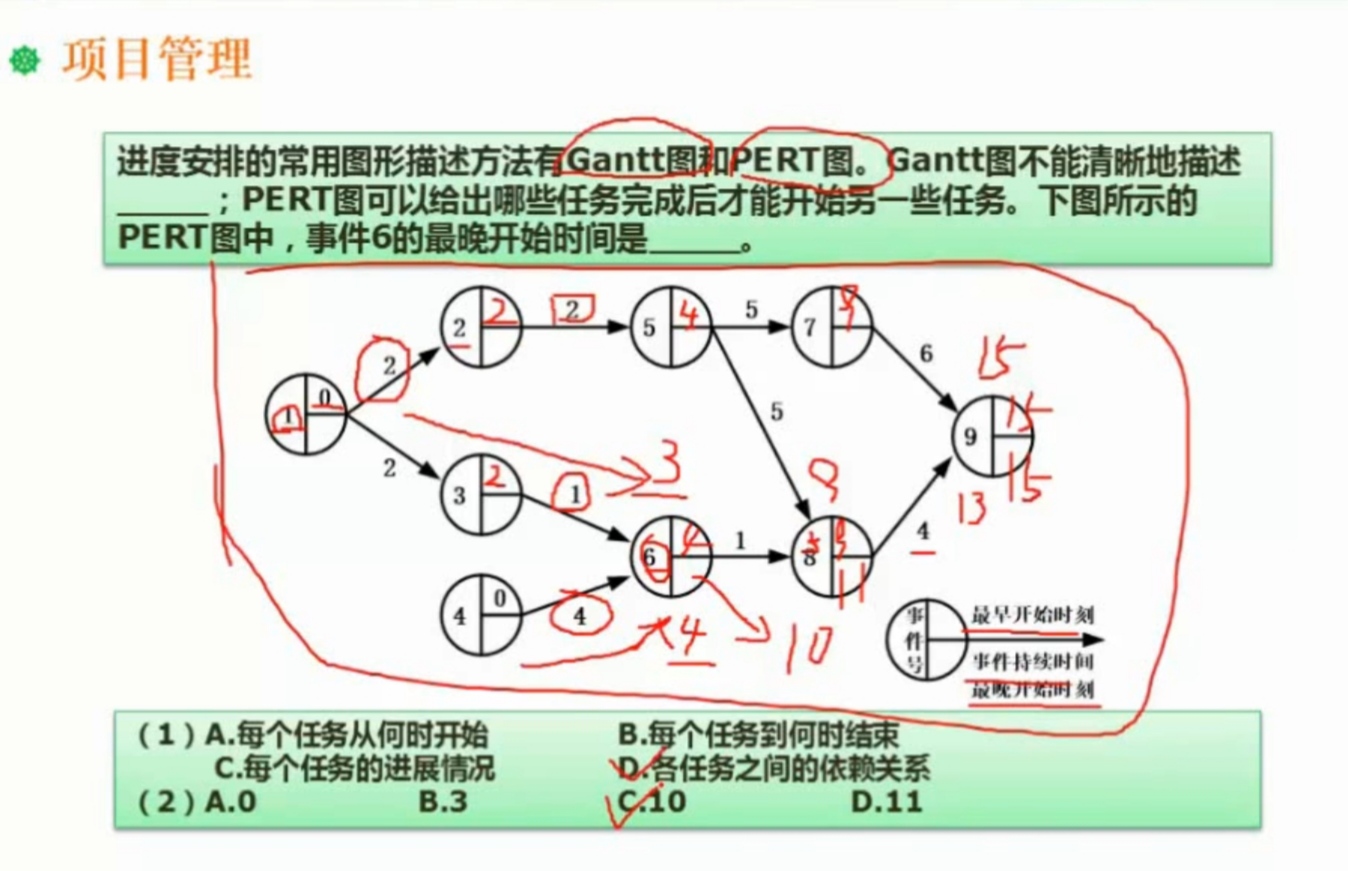 项目管理
进度安排的常用图形描述方法有Gantt图和PERT图。Gantt图不能清晰地描述
______；PERT图可以给出哪些任务完成后才能开始另一些任务。下图所示的
PERT图中，事件6的最晚开始时间是______。
2 2 2 5 4 5 7 9
1 0 2
6
15
9 15
15
5
2
3 2 1
3
9
13
6 4 1 8 9
11
4
4 0 4
4 10
事件号
最早开始时刻
事件持续时间
最晚开始时刻
（1）A.每个任务从何时开始 B.每个任务到何时结束
C.每个任务的进展情况 D.各任务之间的依赖关系
（2）A.0 B.3 C.10 D.11